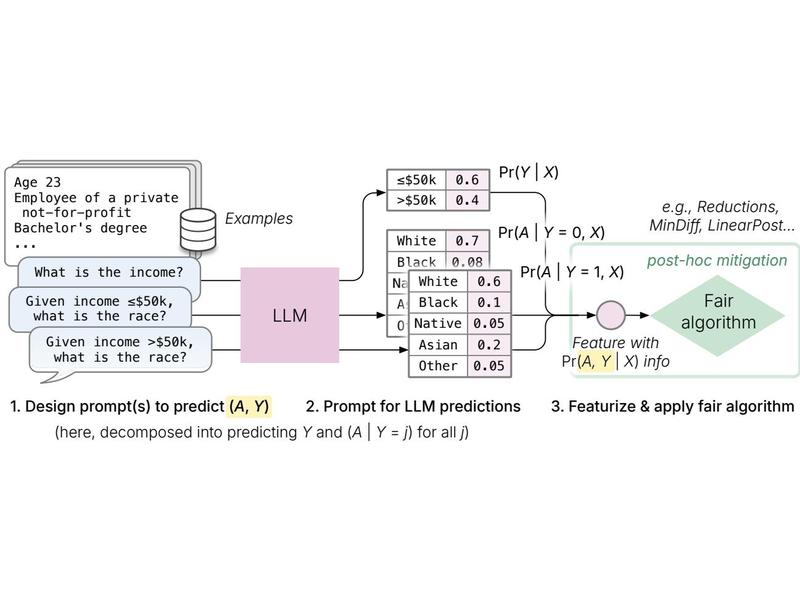 Age 23
Employee of a private
not-for-profit
Bachelor's degree
...
Examples
What is the income?
Given income ≤$50k,
what is the race?
Given income >$50k,
what is the race?
LLM
≤$50k 0.6
>$50k 0.4
Pr(Y | X)
White 0.7
Black 0.08
Pr(A | Y = 0, X)
White 0.6
Black 0.1
Native 0.05
Asian 0.2
Other 0.05
Pr(A | Y = 1, X)
e.g., Reductions,
MinDiff, LinearPost...
post-hoc mitigation
Fair
algorithm
Feature with
Pr(A, Y | X) info
1. Design prompt(s) to predict (A, Y)
2. Prompt for LLM predictions
3. Featurize & apply fair algorithm
(here, decomposed into predicting Y and (A | Y = j) for all j)